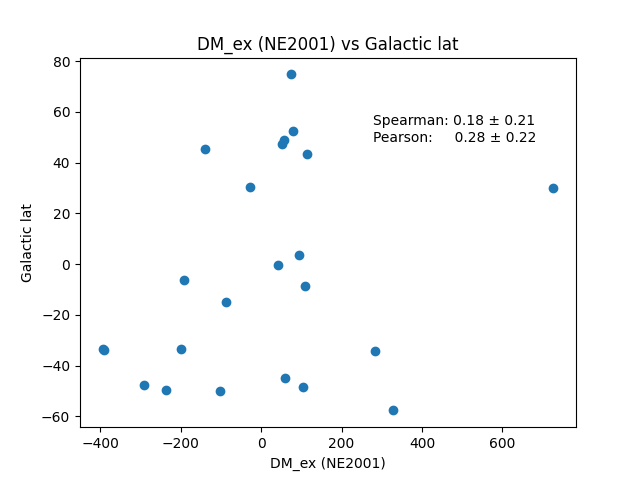 DM_ex (NE2001) vs Galactic lat
Spearman: 0.18 ± 0.21
Pearson: 0.28 ± 0.22
80
60
40
20
0
−20
−40
−60
Galactic lat
−400
−200
0
200
400
600
DM_ex (NE2001)